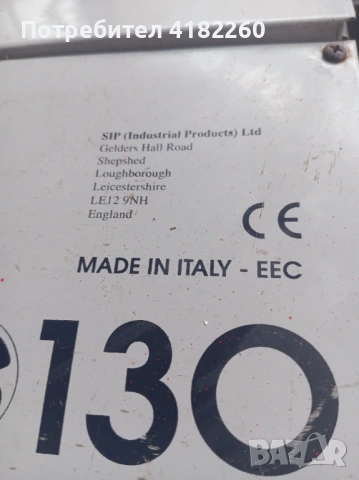 Потребител 4182260
SIP (Industrial Products) Ltd
Gelders Hall Road
Shepshed
Loughborough
Leicestershire
LE12 9NH
England
CE
MADE IN ITALY - EEC
130
BAZAR